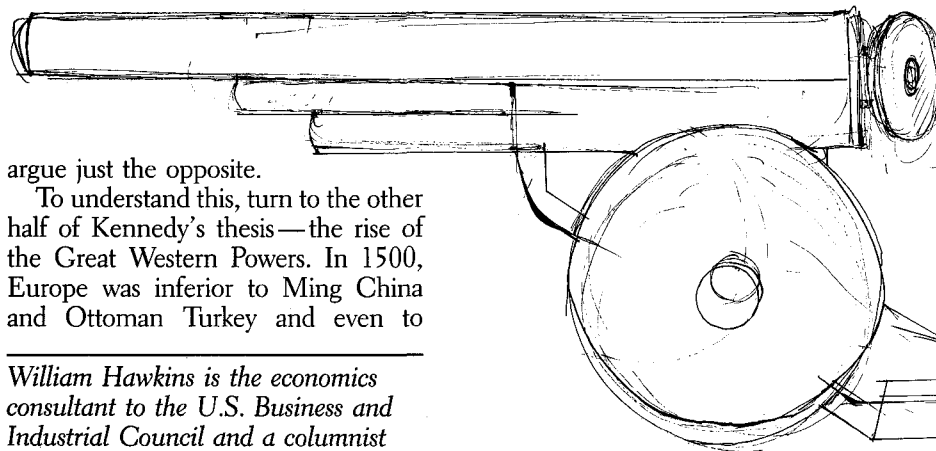 argue just the opposite.
To understand this, turn to the other
half of Kennedy's thesis—the rise of
the Great Western Powers. In 1500,
Europe was inferior to Ming China
and Ottoman Turkey and even to
William Hawkins is the economics
consultant to the U.S. Business and
Industrial Council and a columnist